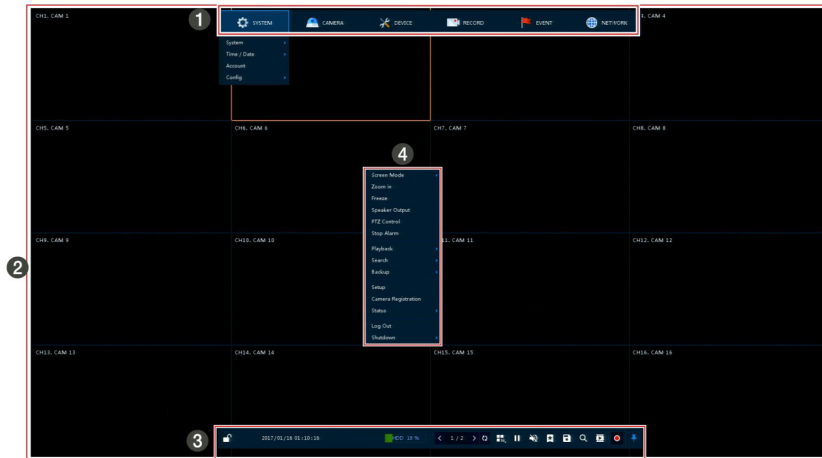 CH1. CAM 1
1
SYSTEM
CAMERA
DEVICE
RECORD
EVENT
NETWORK
. CAM 4
System
Time / Date
Account
Config
CH5. CAM 5
CH6. CAM 6
CH7. CAM 7
CH8. CAM 8
4
Screen Mode
Zoom in
Freeze
Speaker Output
PTZ Control
Stop Alarm
Playback
Search
Backup
Setup
Camera Registration
Status
Log Out
Shutdown
2
CH9. CAM 9
CH10. CAM 10
11. CAM 11
CH12. CAM 12
CH13. CAM 13
CH14. CAM 14
CH15. CAM 15
CH16. CAM 16
3
2017/01/16 01:10:16
HDD 10 %
1 / 2